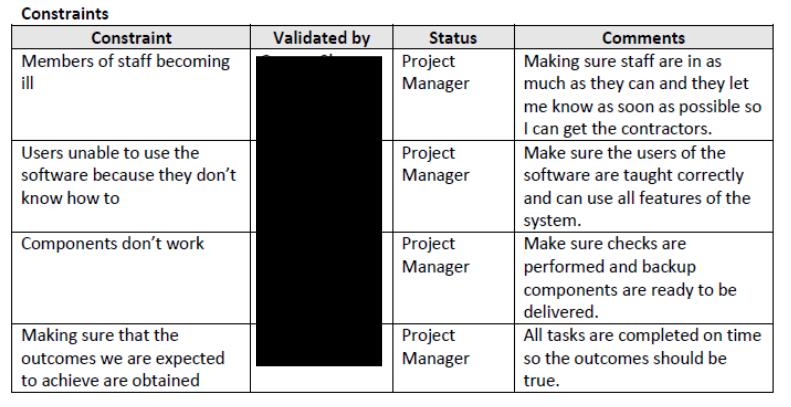 Constraints
Constraint Validated by Status Comments
Members of staff becoming Project Making sure staff are in as
ill Manager much as they can and they let
me know as soon as possible so
I can get the contractors.
Users unable to use the Project Make sure the users of the
software because they don’t Manager software are taught correctly
know how to and can use all features of the
system.
Components don’t work Project Make sure checks are
Manager performed and backup
components are ready to be
delivered.
Making sure that the Project All tasks are completed on time
outcomes we are expected Manager so the outcomes should be
to achieve are obtained true.